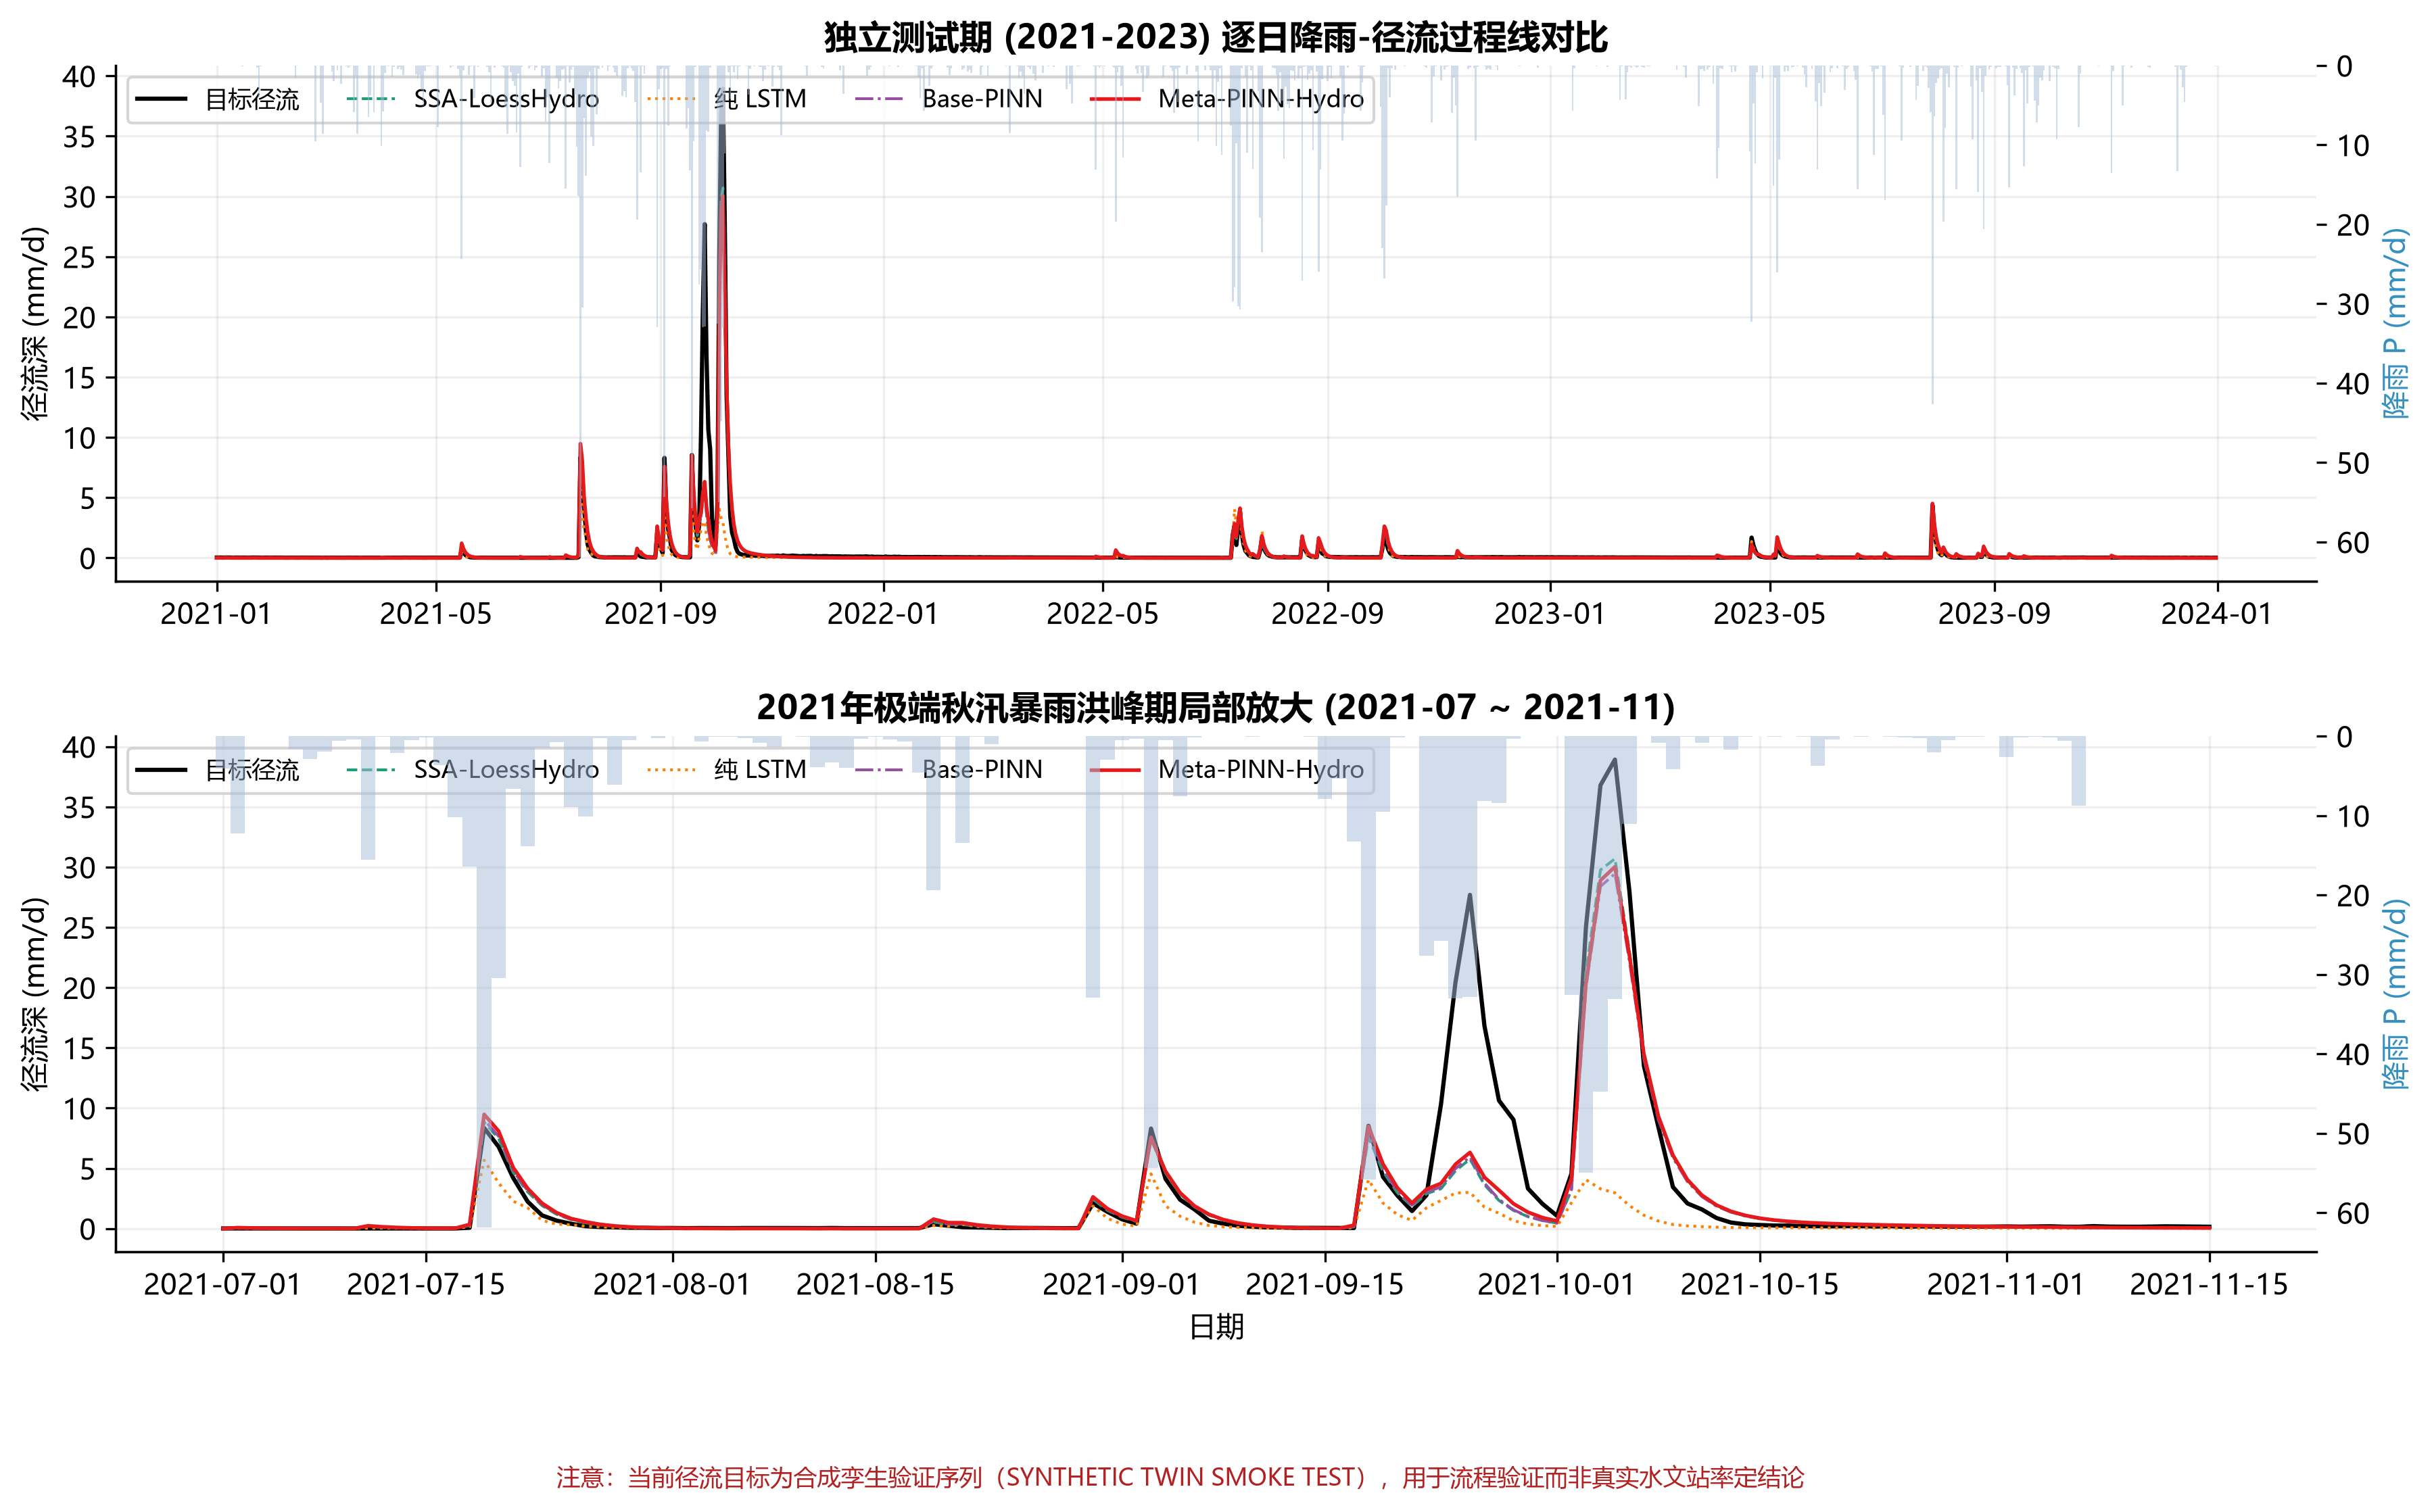 独立测试期 (2021-2023) 逐日降雨-径流过程线对比
目标径流 SSA-LoessHydro 纯 LSTM Base-PINN Meta-PINN-Hydro
径流深 (mm/d)
40
35
30
25
20
15
10
5
0
0
10
20
30
40
50
60
降雨 P (mm/d)
2021-01 2021-05 2021-09 2022-01 2022-05 2022-09 2023-01 2023-05 2023-09 2024-01
2021年极端秋汛暴雨洪峰期局部放大 (2021-07 ~ 2021-11)
目标径流 SSA-LoessHydro 纯 LSTM Base-PINN Meta-PINN-Hydro
径流深 (mm/d)
40
35
30
25
20
15
10
5
0
0
10
20
30
40
50
60
降雨 P (mm/d)
2021-07-01 2021-07-15 2021-08-01 2021-08-15 2021-09-01 2021-09-15 2021-10-01 2021-10-15 2021-11-01 2021-11-15
日期
注意：当前径流目标为合成孪生验证序列（SYNTHETIC TWIN SMOKE TEST），用于流程验证而非真实水文站率定结论